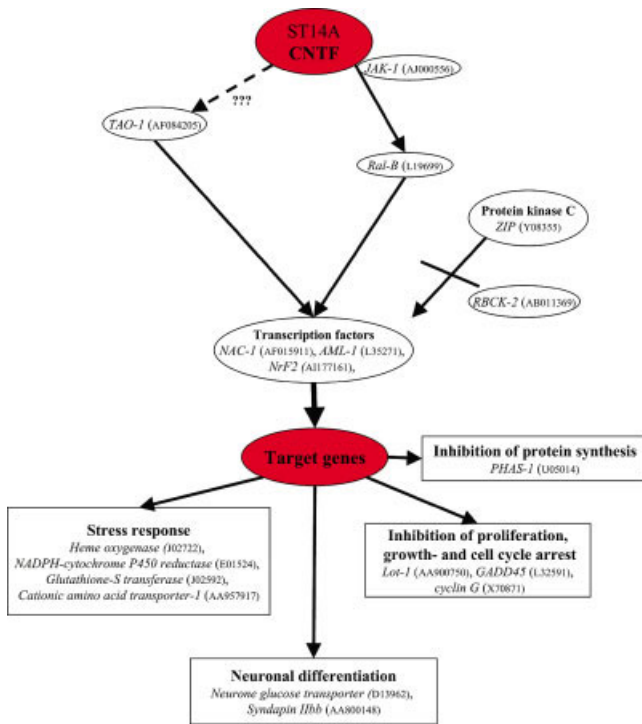 ST14A
CNTF
JAK-1 (AJ000556)
???
TAO-1 (AF084205)
Ral-B (L19699)
Protein kinase C
ZIP (Y08355)
RBCK-2 (AB011369)
Transcription factors
NAC-1 (AF015911), AML-1 (L35271),
NrF2 (AI177161),
Target genes
Inhibition of protein synthesis
PHAS-1 (U05014)
Stress response
Heme oxygenase (J02722),
NADPH-cytochrome P450 reductase (E01524),
Glutathione-S transferase (J02592),
Cationic amino acid transporter-1 (AA957917)
Inhibition of proliferation,
growth- and cell cycle arrest
Lot-1 (AA900750), GADD45 (L32591),
cyclin G (X70871)
Neuronal differentiation
Neurone glucose transporter (D13962),
Syndapin IIbb (AA800148)